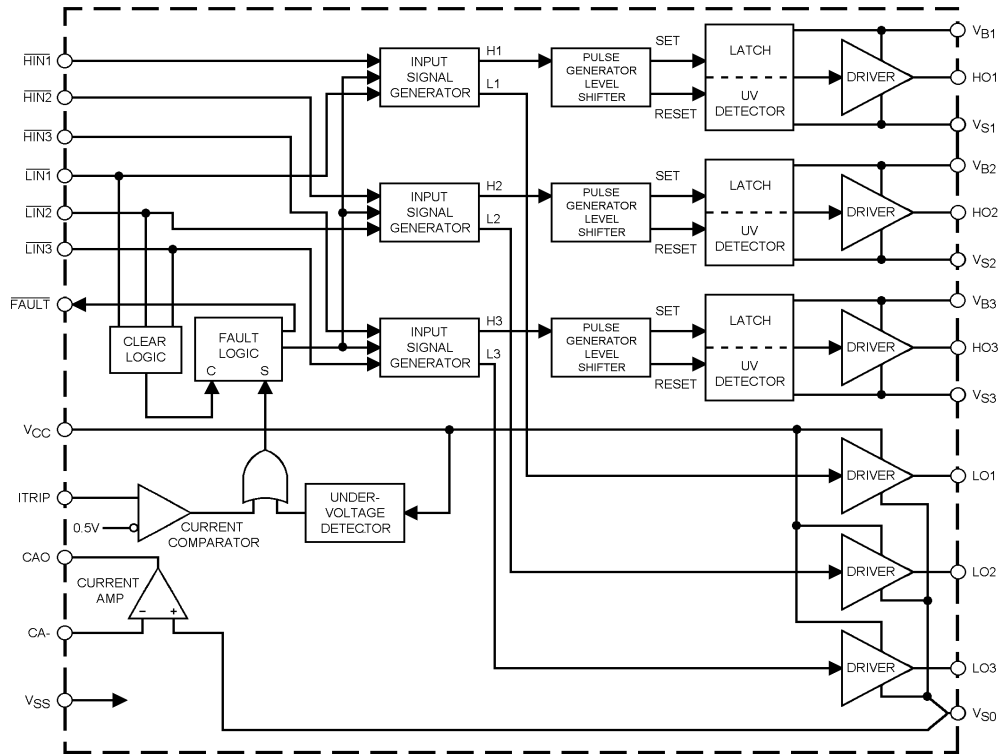 HIN1
HIN2
HIN3
LIN1
LIN2
LIN3
FAULT
VCC
ITRIP
0.5V
CAO
CA-
VSS
CLEAR
LOGIC
FAULT
LOGIC
C S
CURRENT
COMPARATOR
UNDER-
VOLTAGE
DETECTOR
CURRENT
AMP
− +
INPUT
SIGNAL
GENERATOR
H1
L1
PULSE
GENERATOR
LEVEL
SHIFTER
SET
RESET
LATCH
UV
DETECTOR
DRIVER
VB1
HO1
VS1
INPUT
SIGNAL
GENERATOR
H2
L2
PULSE
GENERATOR
LEVEL
SHIFTER
SET
RESET
LATCH
UV
DETECTOR
DRIVER
VB2
HO2
VS2
INPUT
SIGNAL
GENERATOR
H3
L3
PULSE
GENERATOR
LEVEL
SHIFTER
SET
RESET
LATCH
UV
DETECTOR
DRIVER
VB3
HO3
VS3
DRIVER
LO1
DRIVER
LO2
DRIVER
LO3
VS0